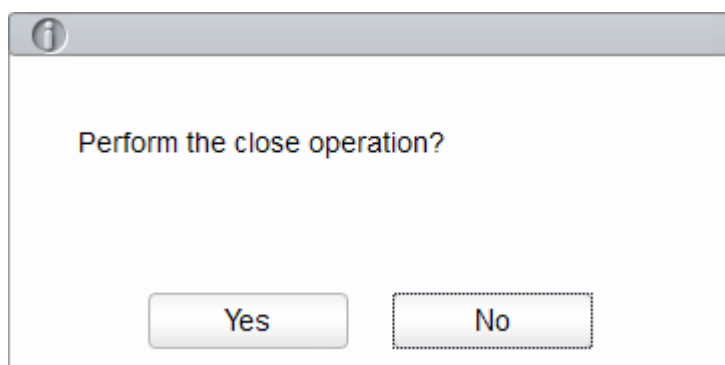 Perform the close operation?
Yes
No